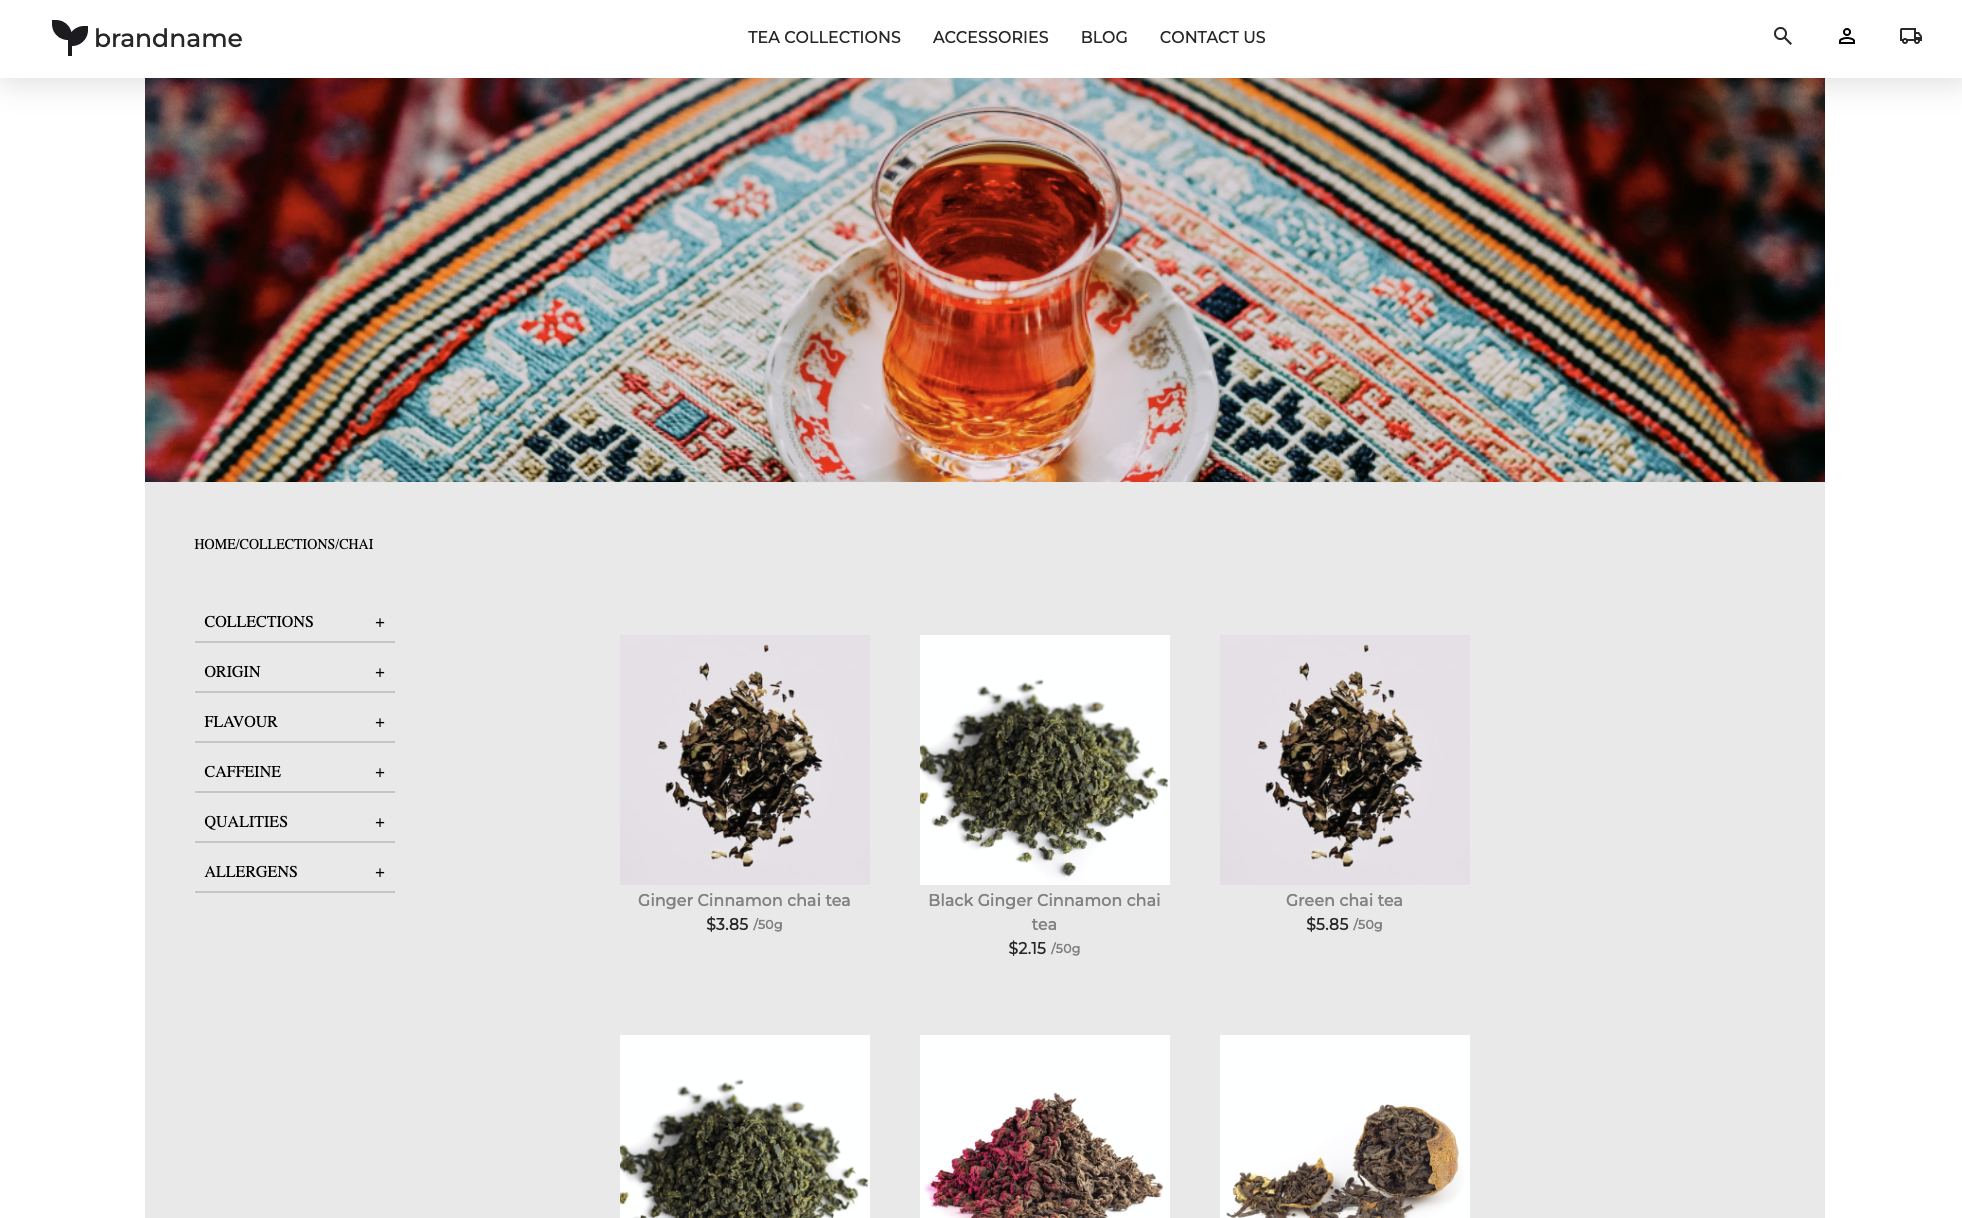 brandname
TEA COLLECTIONS
ACCESSORIES
BLOG
CONTACT US
HOME/COLLECTIONS/CHAI
COLLECTIONS +
ORIGIN +
FLAVOUR +
CAFFEINE +
QUALITIES +
ALLERGENS +
Ginger Cinnamon chai tea
$3.85 /50g
Black Ginger Cinnamon chai
tea
$2.15 /50g
Green chai tea
$5.85 /50g